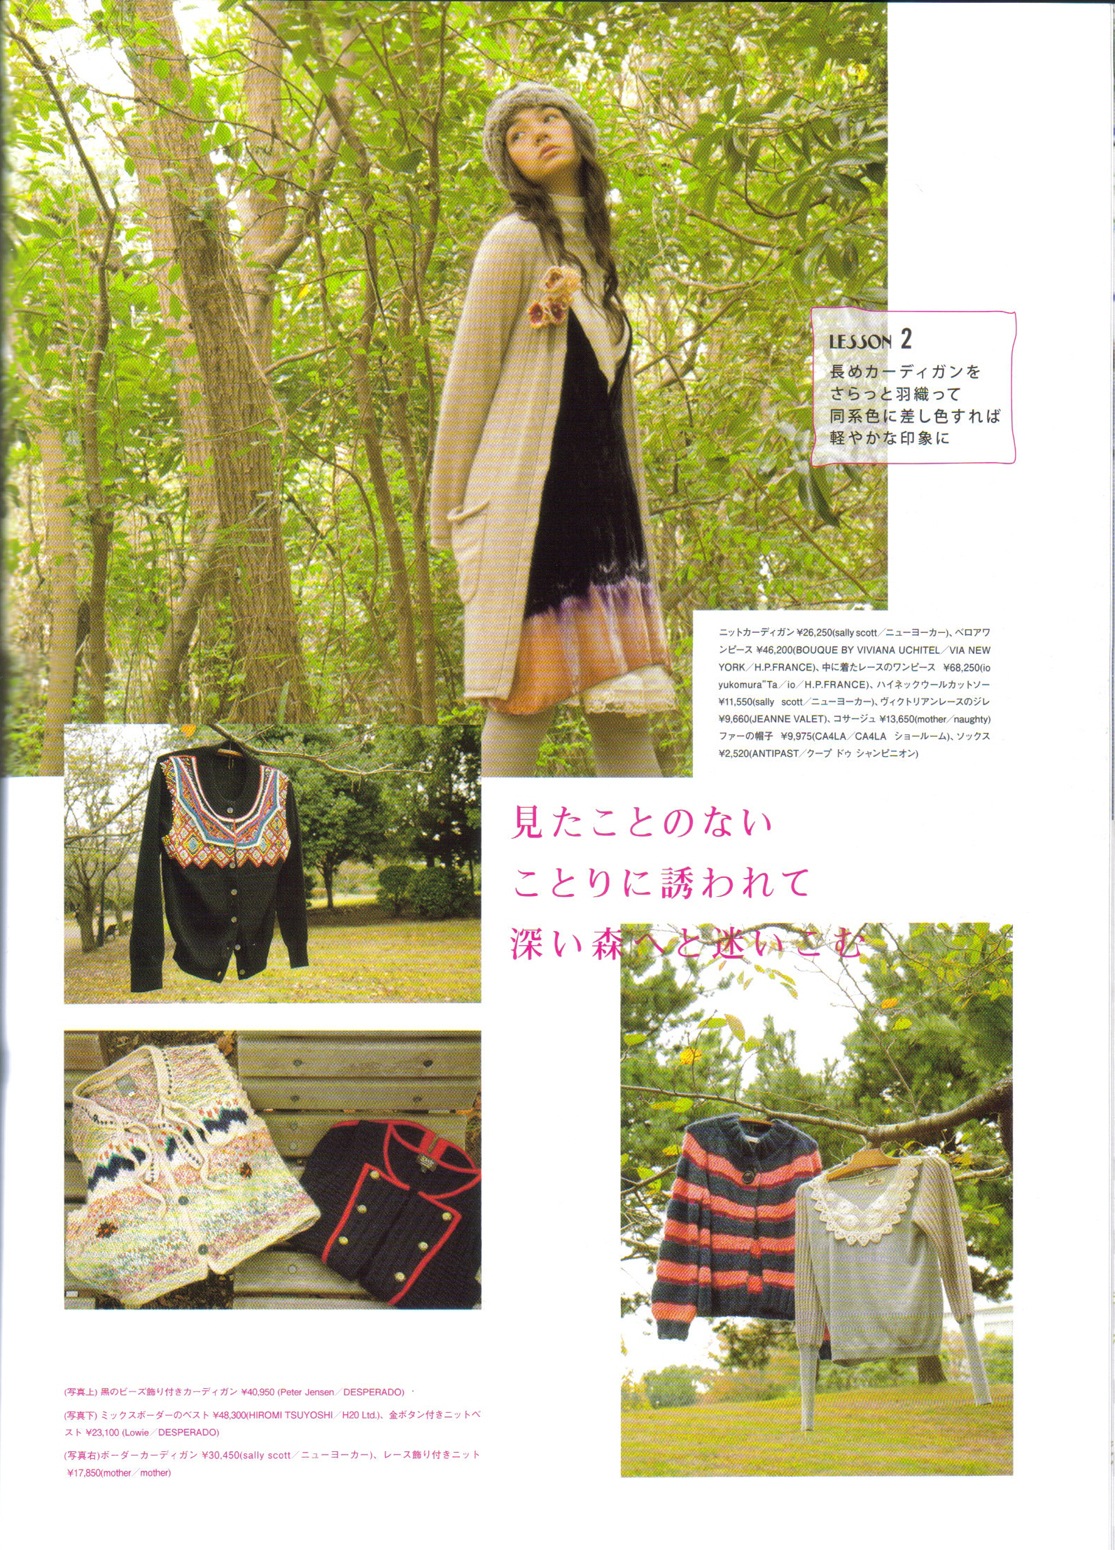 LESSON 2
長めカーディガンを
さらっと羽織って
同系色に差し色すれば
軽やかな印象に
ニットカーディガン ¥26,250(sally scott／ニューヨーカー)、ベロアワ
ンピース ¥46,200(BOUQUE BY VIVIANA UCHITEL／VIA NEW
YORK／H.P.FRANCE)、中に着たレースのワンピース ¥68,250(io
yukomura"Ta／io／H.P.FRANCE)、ハイネックウールカットソー
¥11,550(sally scott／ニューヨーカー)、ヴィクトリアンレースのジレ
¥9,660(JEANNE VALET)、コサージュ ¥13,650(mother／naughty)
ファーの帽子 ¥9,975(CA4LA／CA4LA ショールーム)、ソックス
¥2,520(ANTIPAST／クープ ドゥ シャンピニオン)
見たことのない
ことりに誘われて
深い森へと迷いこむ
(写真上) 黒のビーズ飾り付きカーディガン ¥40,950 (Peter Jensen／DESPERADO)
(写真下) ミックスボーダーのベスト ¥48,300(HIROMI TSUYOSHI／H20 Ltd.)、金ボタン付きニットベ
スト ¥23,100 (Lowie／DESPERADO)
(写真右)ボーダーカーディガン ¥30,450(sally scott／ニューヨーカー)、レース飾り付きニット
¥17,850(mother／mother)